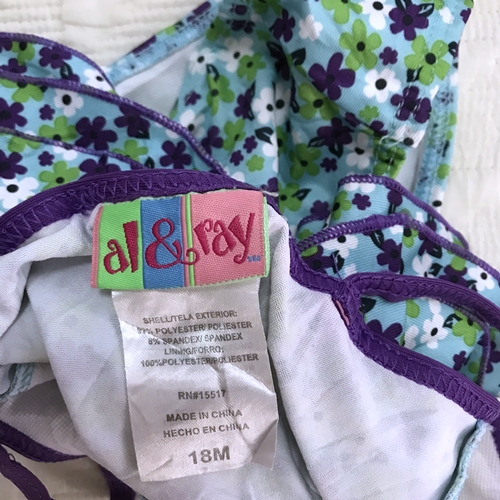 al & ray
SHELL/TELA EXTERIOR:
92% POLYESTER/ POLIESTER
8% SPANDEX/ SPANDEX
LINING/FORRO:
100%POLYESTER/ POLIESTER
RN#15517
MADE IN CHINA
HECHO EN CHINA
18M